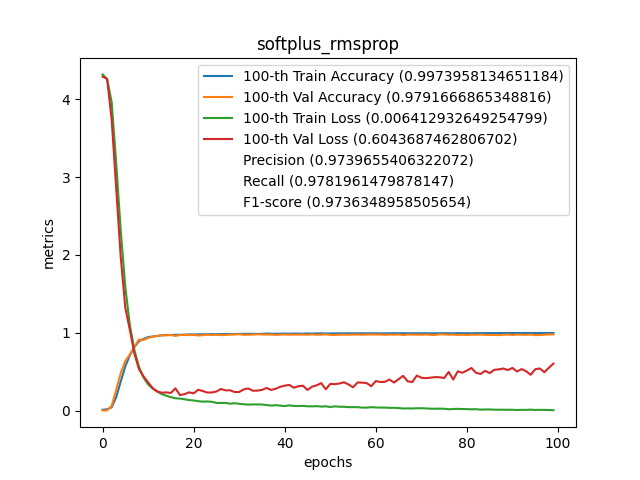 softplus_rmsprop
100-th Train Accuracy (0.9973958134651184)
100-th Val Accuracy (0.9791666865348816)
100-th Train Loss (0.006412932649254799)
100-th Val Loss (0.6043687462806702)
Precision (0.9739655406322072)
Recall (0.9781961479878147)
F1-score (0.9736348958505654)
metrics
4
3
2
1
0
0 20 40 60 80 100
epochs